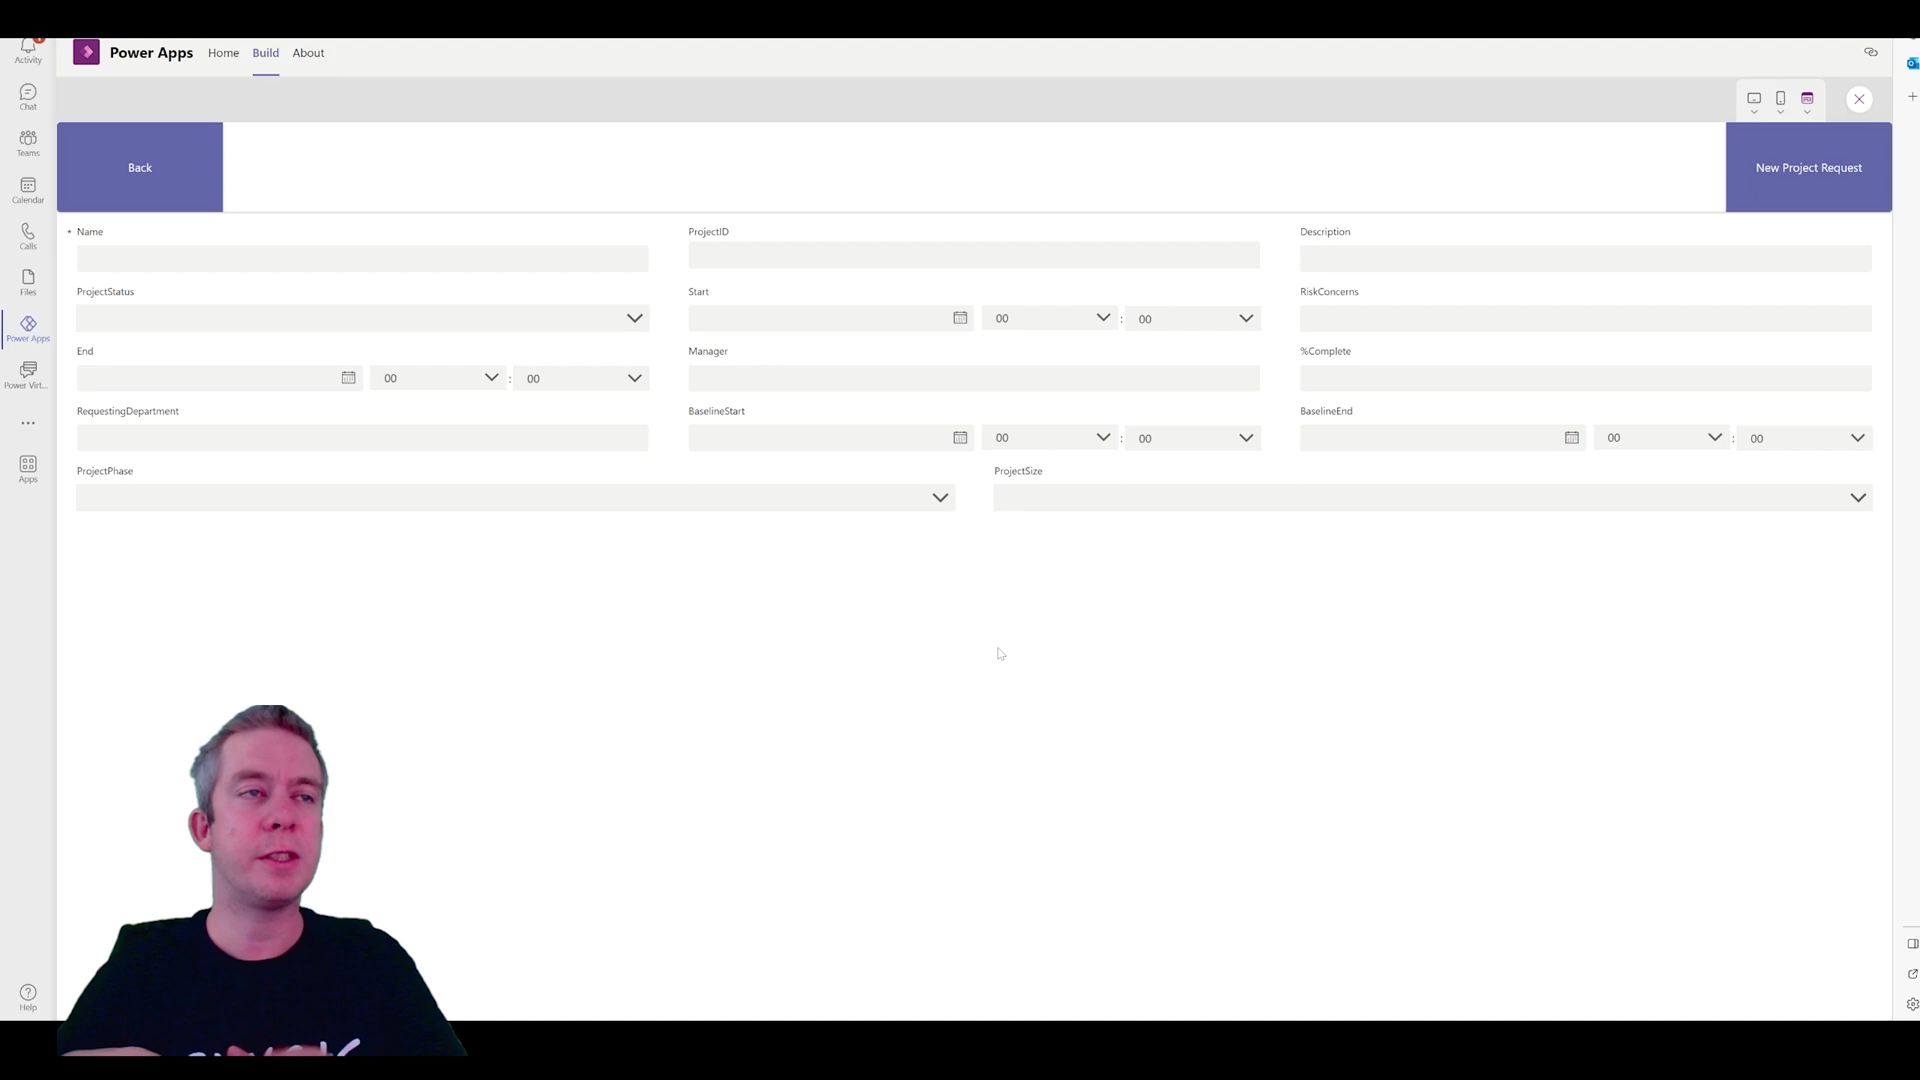 Power Apps Home Build About
Activity
Chat
Teams
Calendar
Calls
Files
Power Apps
Power Virt...
Apps
Help
Back
New Project Request
* Name
ProjectID
Description
ProjectStatus
Start
00 : 00
RiskConcerns
End
00 : 00
Manager
%Complete
RequestingDepartment
BaselineStart
00 : 00
BaselineEnd
00 : 00
ProjectPhase
ProjectSize